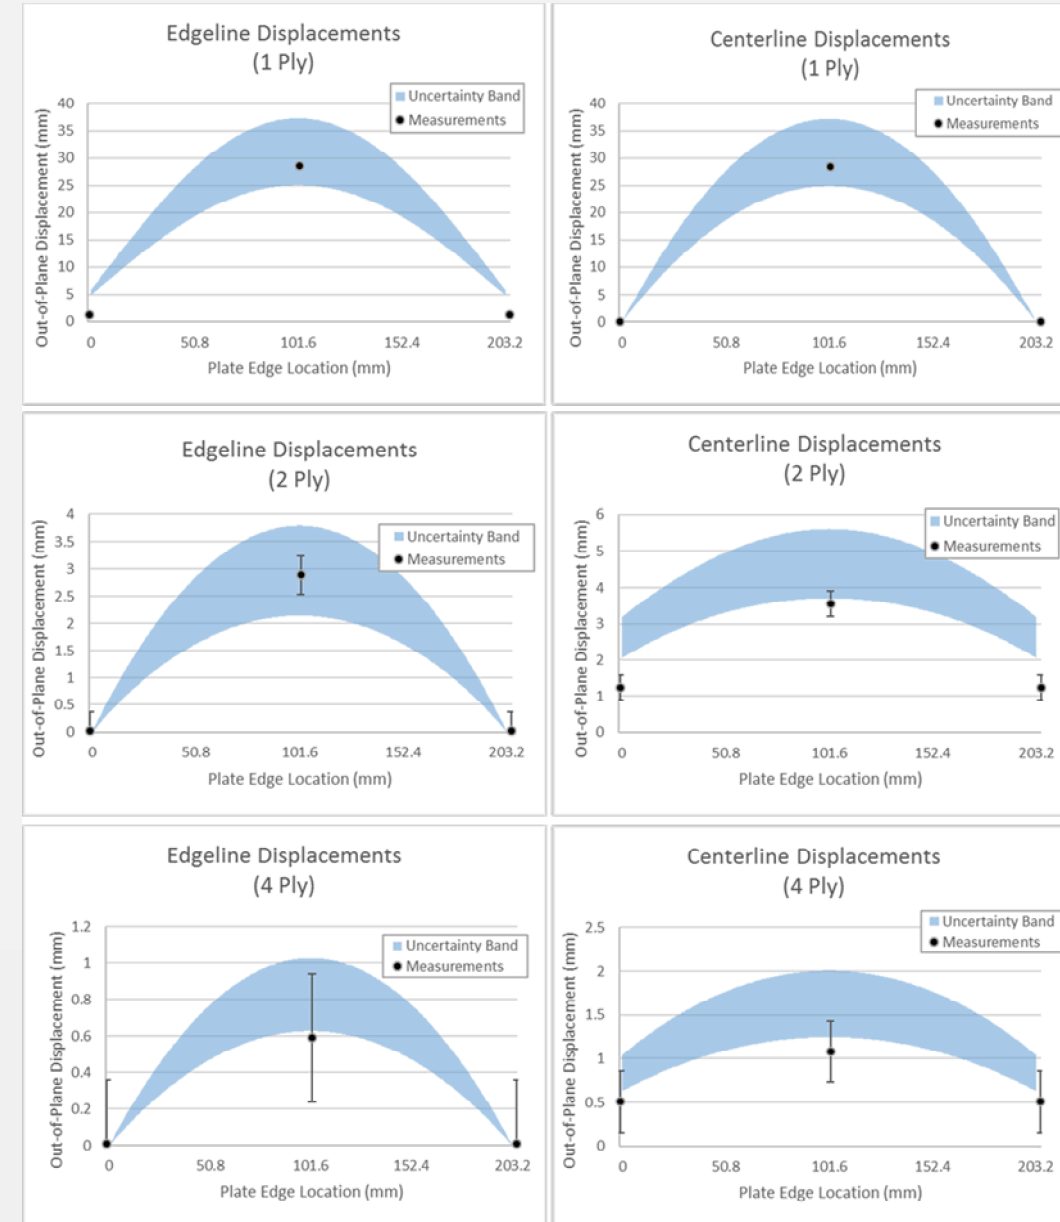 Edgeline Displacements
(1 Ply)
Uncertainty Band
Measurements
Out-of-Plane Displacement (mm)
40
35
30
25
20
15
10
5
0
0 50.8 101.6 152.4 203.2
Plate Edge Location (mm)
Centerline Displacements
(1 Ply)
Uncertainty Band
Measurements
Out-of-Plane Displacement (mm)
40
35
30
25
20
15
10
5
0
0 50.8 101.6 152.4 203.2
Plate Edge Location (mm)
Edgeline Displacements
(2 Ply)
Uncertainty Band
Measurements
Out-of-Plane Displacement (mm)
4
3.5
3
2.5
2
1.5
1
0.5
0
0 50.8 101.6 152.4 203.2
Plate Edge Location (mm)
Centerline Displacements
(2 Ply)
Uncertainty Band
Measurements
Out-of-Plane Displacement (mm)
6
5
4
3
2
1
0
0 50.8 101.6 152.4 203.2
Plate Edge Location (mm)
Edgeline Displacements
(4 Ply)
Uncertainty Band
Measurements
Out-of-Plane Displacement (mm)
1.2
1
0.8
0.6
0.4
0.2
0
0 50.8 101.6 152.4 203.2
Plate Edge Location (mm)
Centerline Displacements
(4 Ply)
Uncertainty Band
Measurements
Out-of-Plane Displacement (mm)
2.5
2
1.5
1
0.5
0
0 50.8 101.6 152.4 203.2
Plate Edge Location (mm)